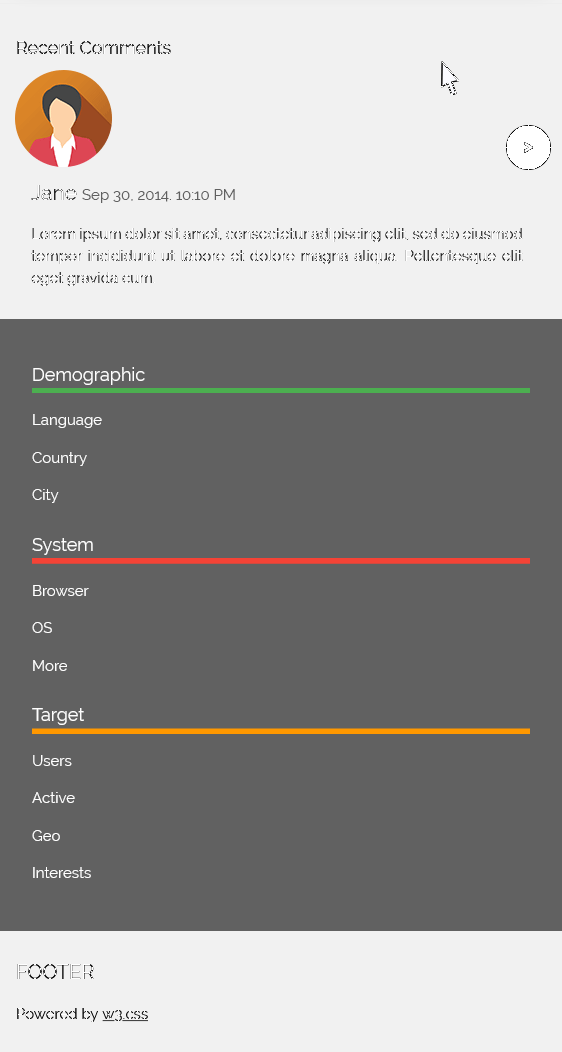 Recent Comments
Jane Sep 30, 2014, 10:10 PM
Lorem ipsum dolor sit amet, consectetur adipiscing elit, sed do eiusmod
tempor incididunt ut labore et dolore magna aliqua. Pellentesque elit
eget gravida cum
Demographic
Language
Country
City
System
Browser
OS
More
Target
Users
Active
Geo
Interests
FOOTER
Powered by w3.css